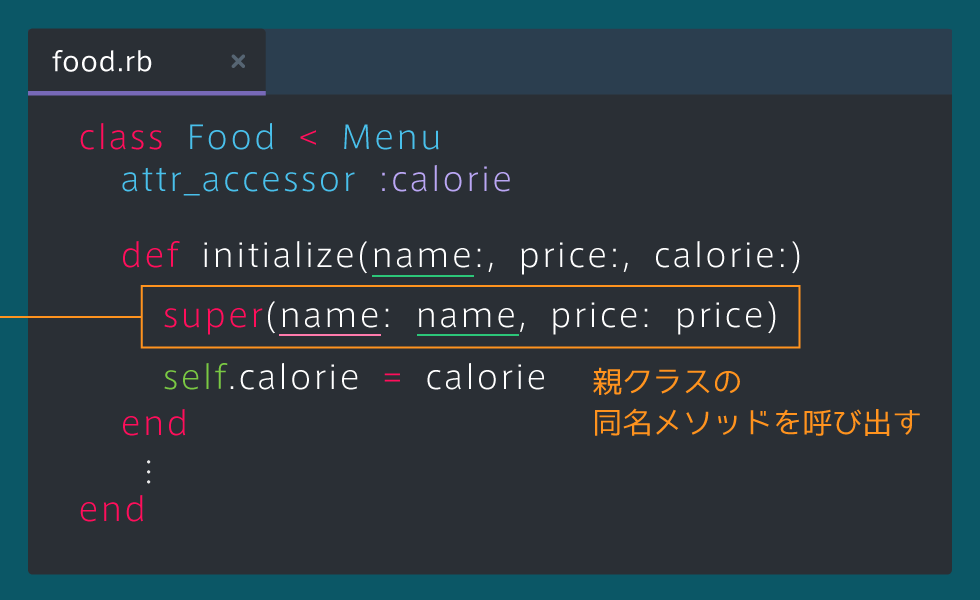 food.rb ×
class Food < Menu
attr_accessor :calorie
def initialize(name:, price:, calorie:)
super(name: name, price: price)
self.calorie = calorie
親クラスの
同名メソッドを呼び出す
end
⋮
end